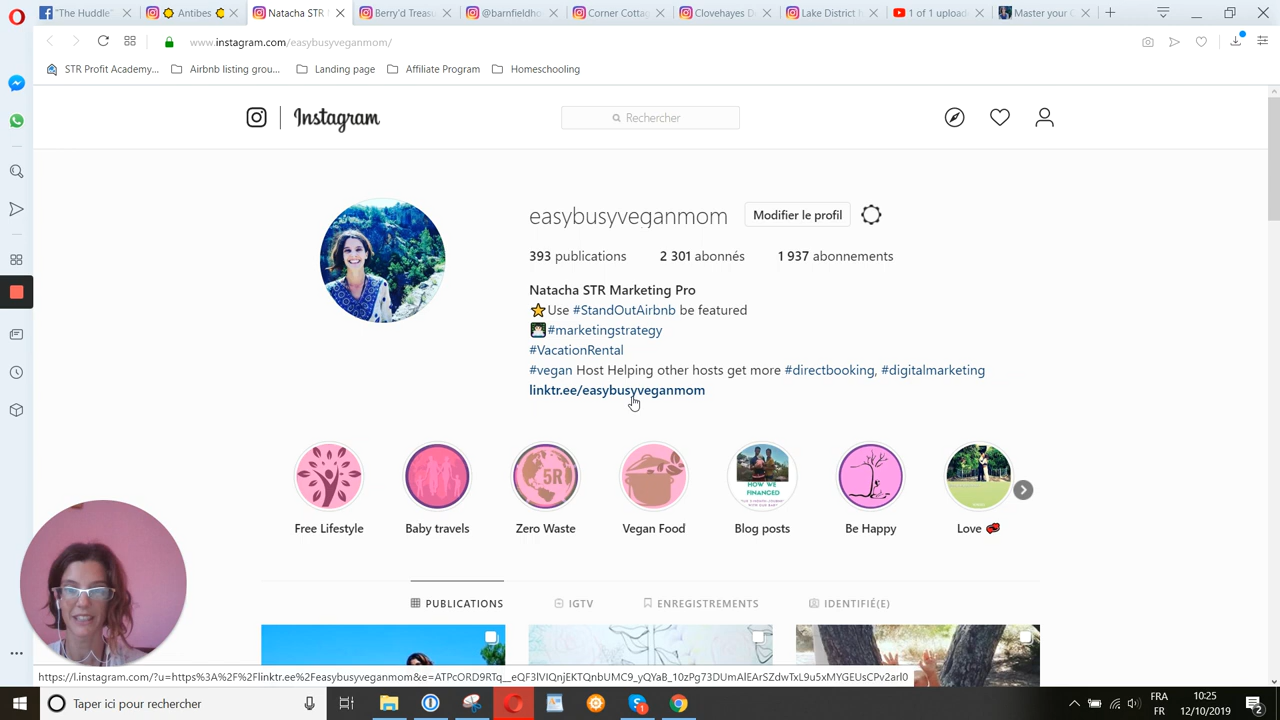 "The Huddle"
Antibes
Natacha STR
Berry'd Treasu
@barnfieldho
Corner Cottag
Clovehayes D
Lake District h
1 of 1 upload
Master your C
www.instagram.com/easybusyveganmom/
STR Profit Academy...
Airbnb listing grou...
Landing page
Affiliate Program
Homeschooling
Instagram
Rechercher
easybusyveganmom
Modifier le profil
393 publications
2 301 abonnés
1 937 abonnements
Natacha STR Marketing Pro
⭐Use #StandOutAirbnb be featured
#marketingstrategy
#VacationRental
#vegan Host Helping other hosts get more #directbooking, #digitalmarketing
linktr.ee/easybusyveganmom
5R
HOW WE
FINANCED
Free Lifestyle
Baby travels
Zero Waste
Vegan Food
Blog posts
Be Happy
Love
PUBLICATIONS
IGTV
ENREGISTREMENTS
IDENTIFIÉ(E)
Taper ici pour rechercher
FRA
10:25
FR
12/10/2019
2